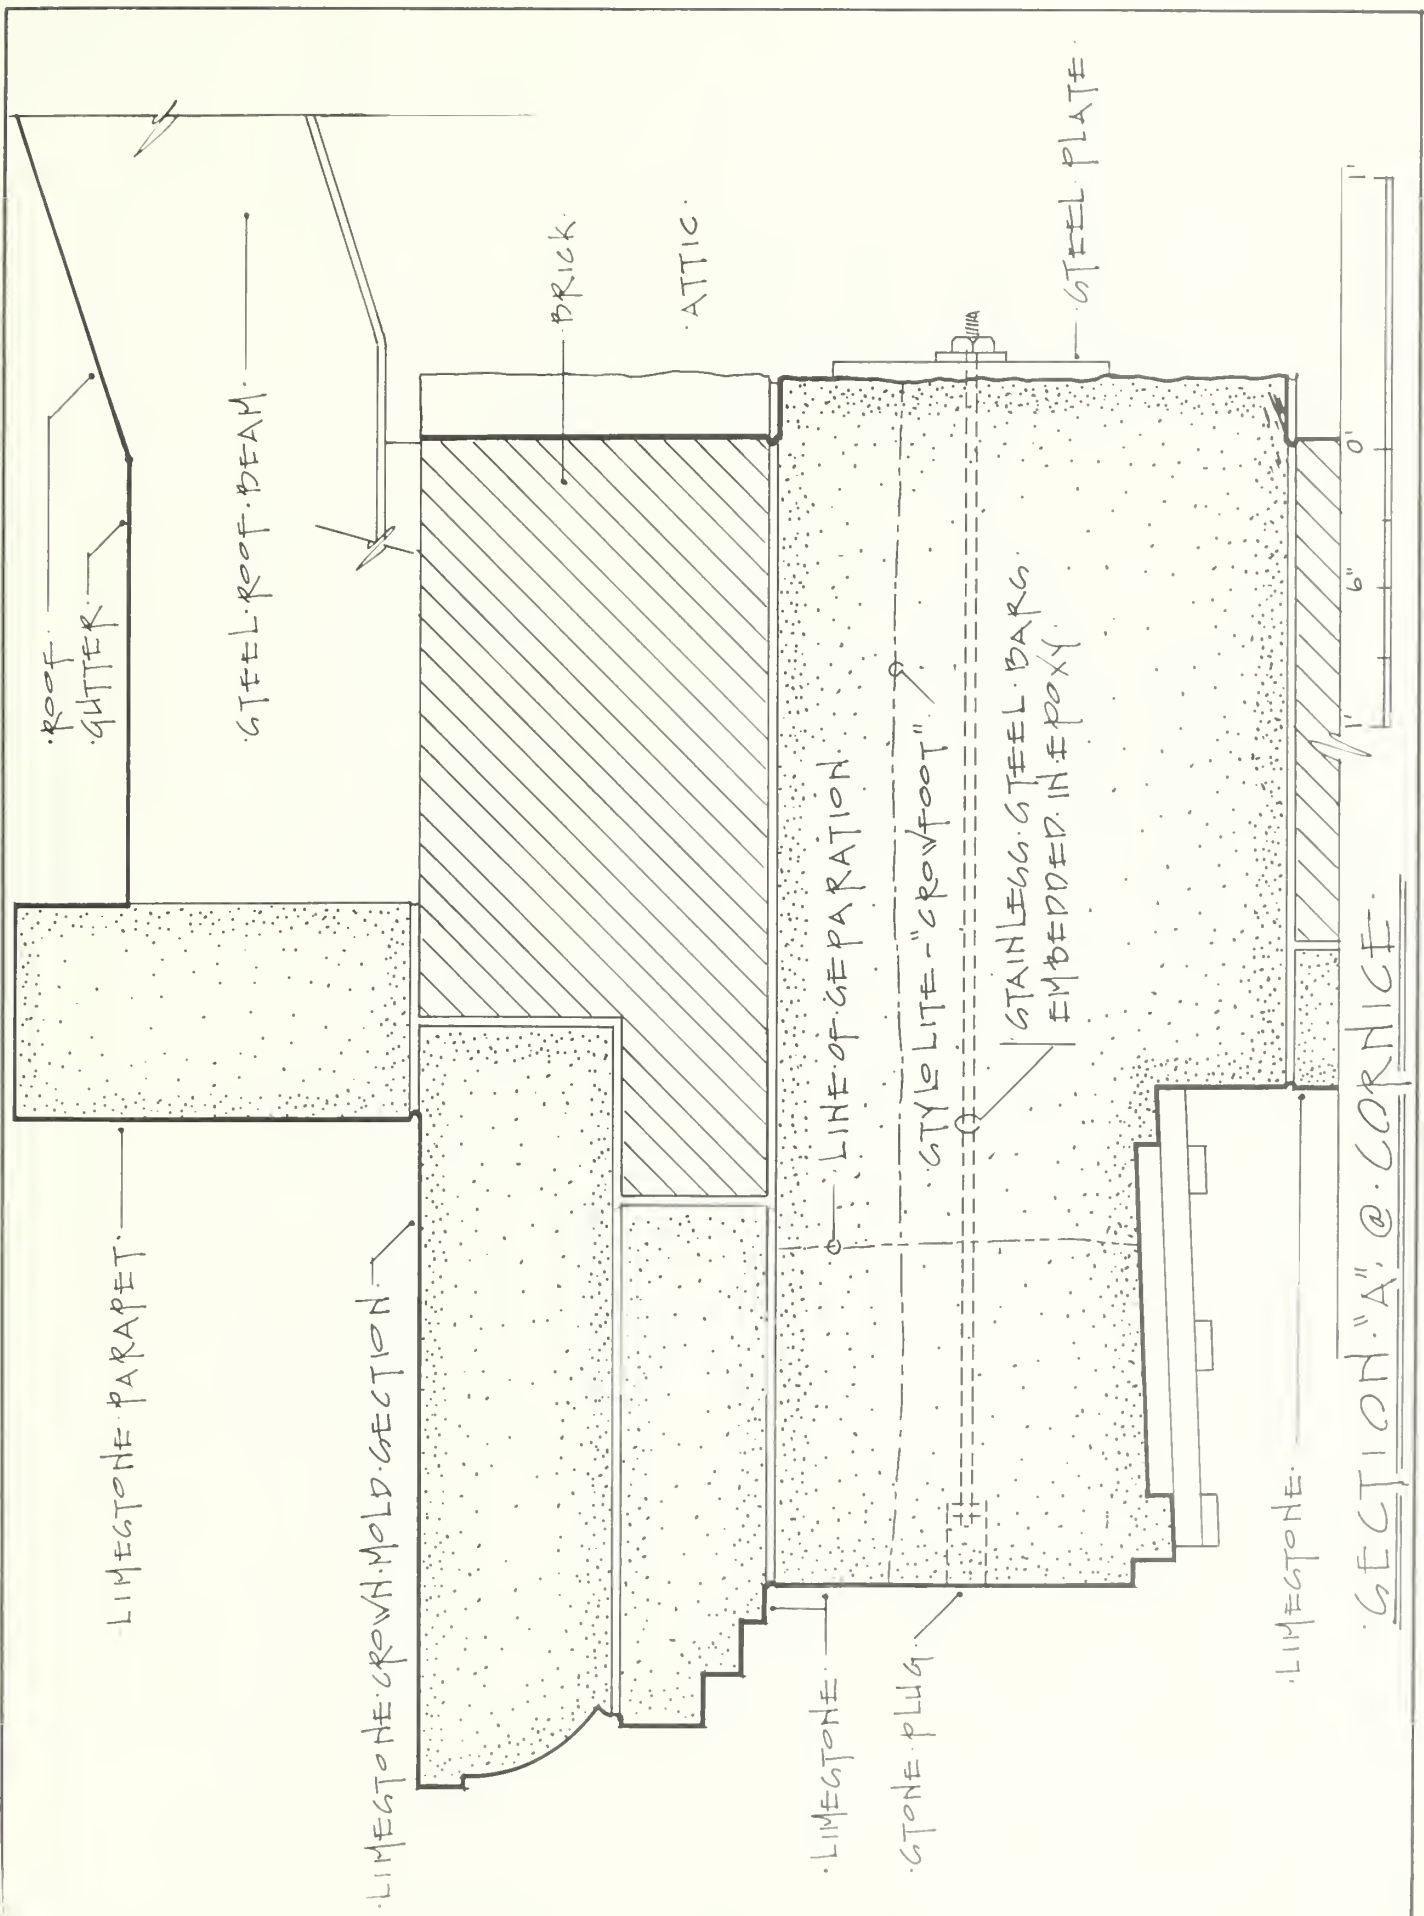 ·ROOF·
·GUTTER·
·STEEL·ROOF·BEAM·
·BRICK·
·ATTIC·
·STEEL·PLATE·
·LIMESTONE·PARAPET·
·LIMESTONE·CROWN·MOLD·SECTION·
·LINE·OF·SEPARATION·
·STYLOLITE-"CROWFOOT"·
·STAINLESS·STEEL·BARS·
EMBEDDED·IN·EPOXY·
·LIMESTONE·
·STONE·PLUG·
·LIMESTONE·
1' 6" 0' 1'
·SECTION·"A"·@·CORNICE·